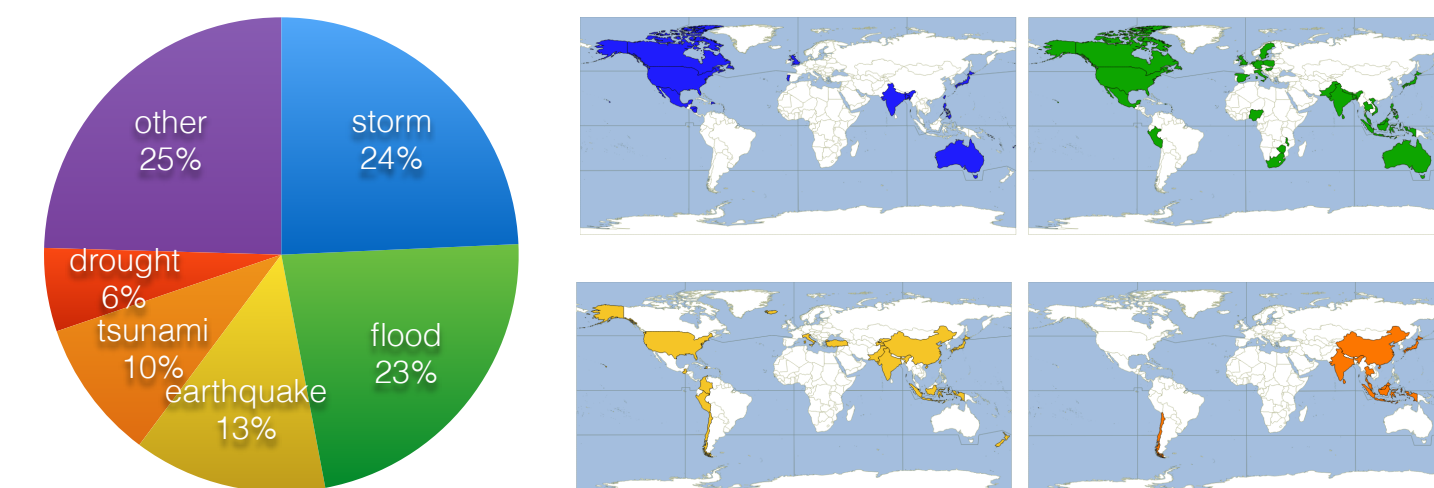 other
25%
storm
24%
drought
6%
tsunami
10%
flood
23%
earthquake
13%